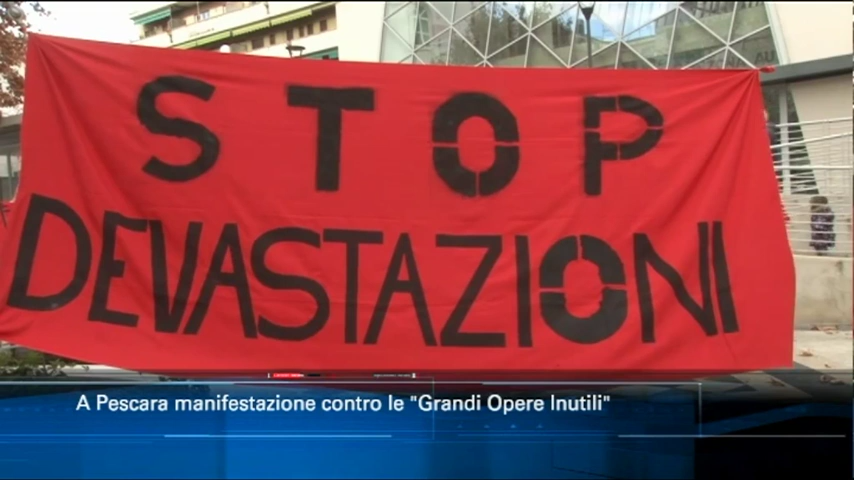 STOP
DEVASTAZIONI
A Pescara manifestazione contro le "Grandi Opere Inutili"